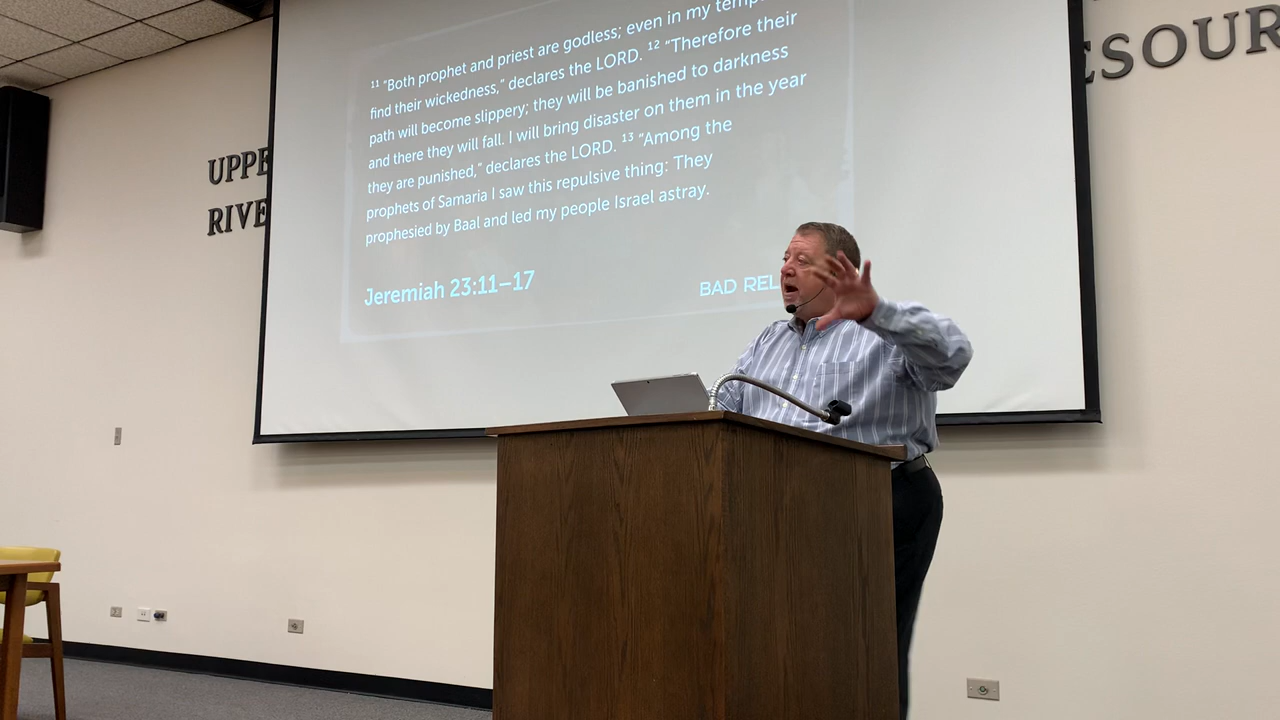 ¹¹ “Both prophet and priest are godless; even in my
find their wickedness,” declares the LORD. ¹² “Therefore their
path will become slippery; they will be banished to darkness
and there they will fall. I will bring disaster on them in the year
they are punished,” declares the LORD. ¹³ “Among the
prophets of Samaria I saw this repulsive thing: They
prophesied by Baal and led my people Israel astray.
Jeremiah 23:11–17
BAD REL
UPPE
RIVE
ESOUR